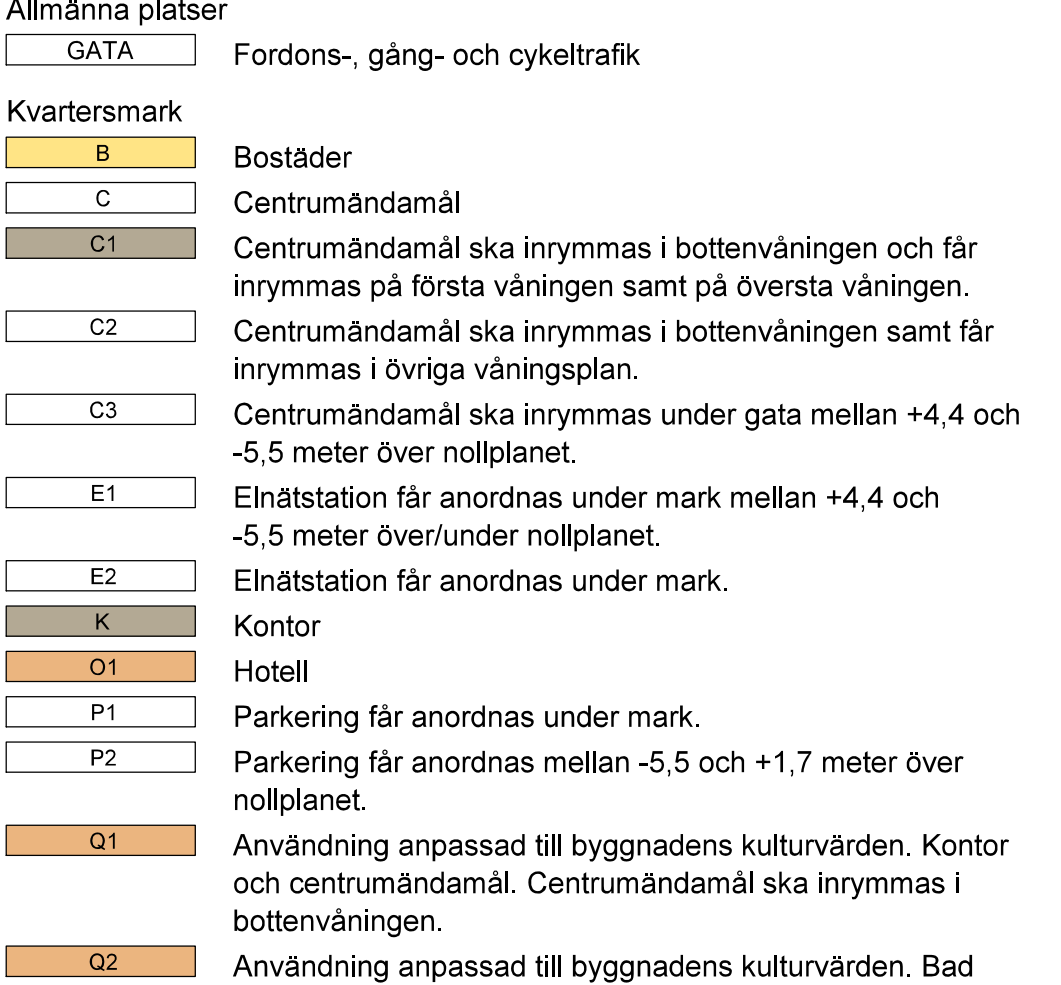 Allmänna platser
GATA Fordons-, gång- och cykeltrafik
Kvartersmark
B Bostäder
C Centrumändamål
C1 Centrumändamål ska inrymmas i bottenvåningen och får
inrymmas på första våningen samt på översta våningen.
C2 Centrumändamål ska inrymmas i bottenvåningen samt får
inrymmas i övriga våningsplan.
C3 Centrumändamål ska inrymmas under gata mellan +4,4 och
-5,5 meter över nollplanet.
E1 Elnätstation får anordnas under mark mellan +4,4 och
-5,5 meter över/under nollplanet.
E2 Elnätstation får anordnas under mark.
K Kontor
O1 Hotell
P1 Parkering får anordnas under mark.
P2 Parkering får anordnas mellan -5,5 och +1,7 meter över
nollplanet.
Q1 Användning anpassad till byggnadens kulturvärden. Kontor
och centrumändamål. Centrumändamål ska inrymmas i
bottenvåningen.
Q2 Användning anpassad till byggnadens kulturvärden. Bad